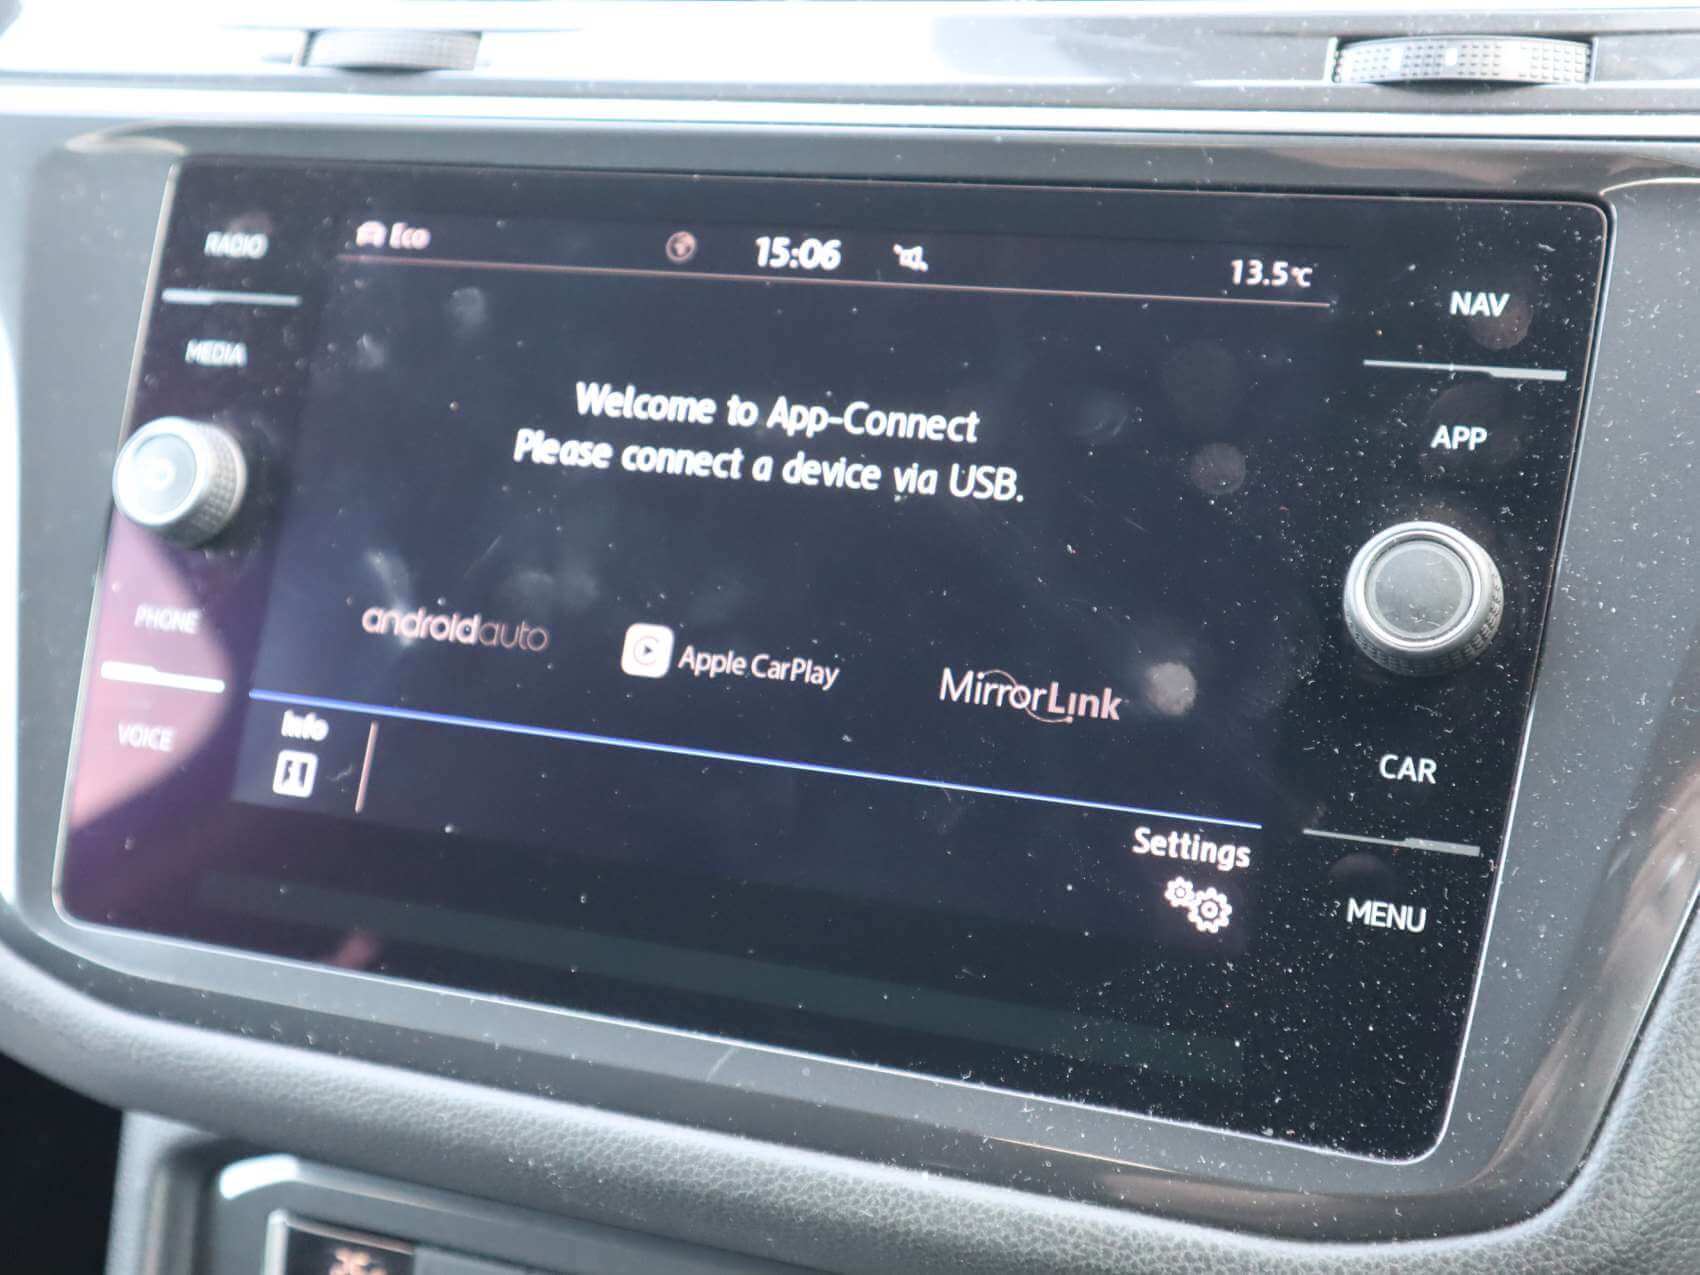 RADIO
MEDIA
PHONE
VOICE
Eco
15:06
13.5°C
Welcome to App-Connect
Please connect a device via USB.
androidauto
Apple CarPlay
MirrorLink
Info
Settings
NAV
APP
CAR
MENU